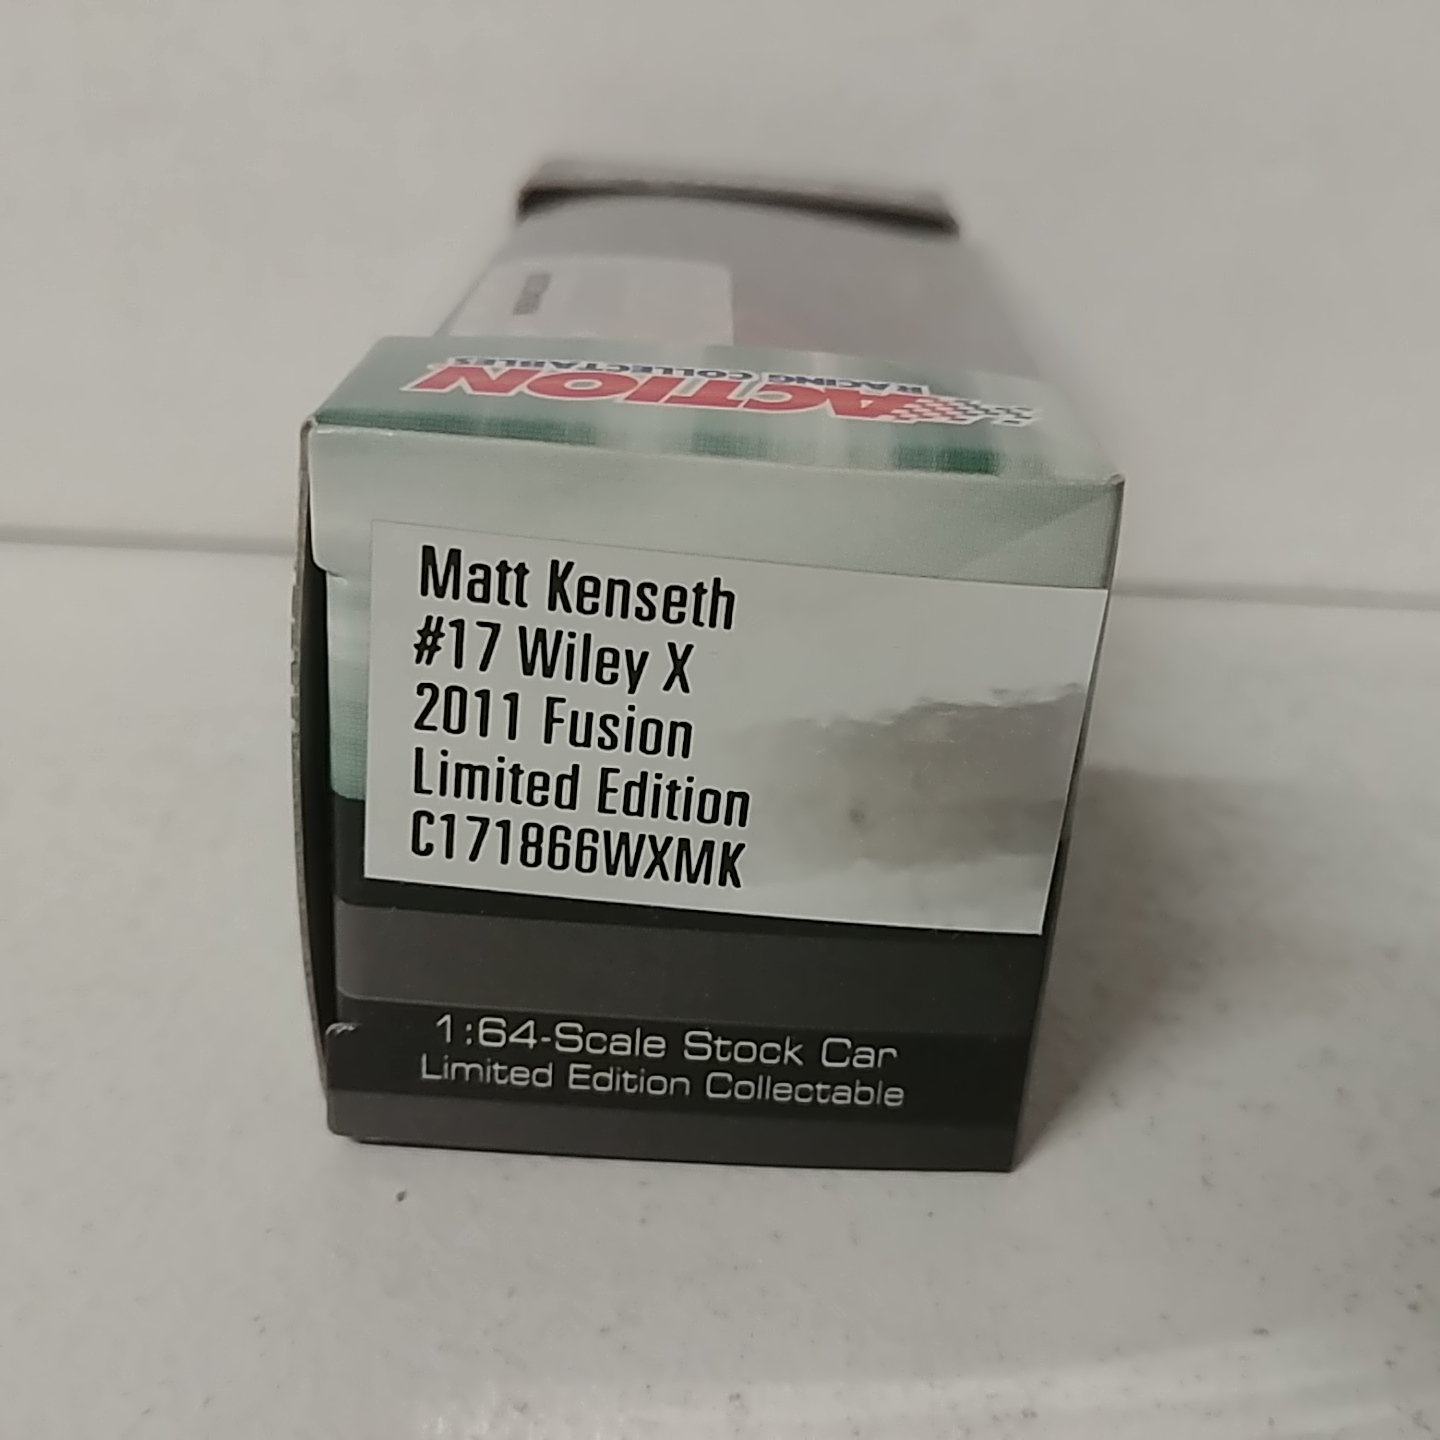 ACTION
RACING COLLECTABLES
Matt Kenseth
#17 Wiley X
2011 Fusion
Limited Edition
C171866WXMK
1:64-Scale Stock Car
Limited Edition Collectable